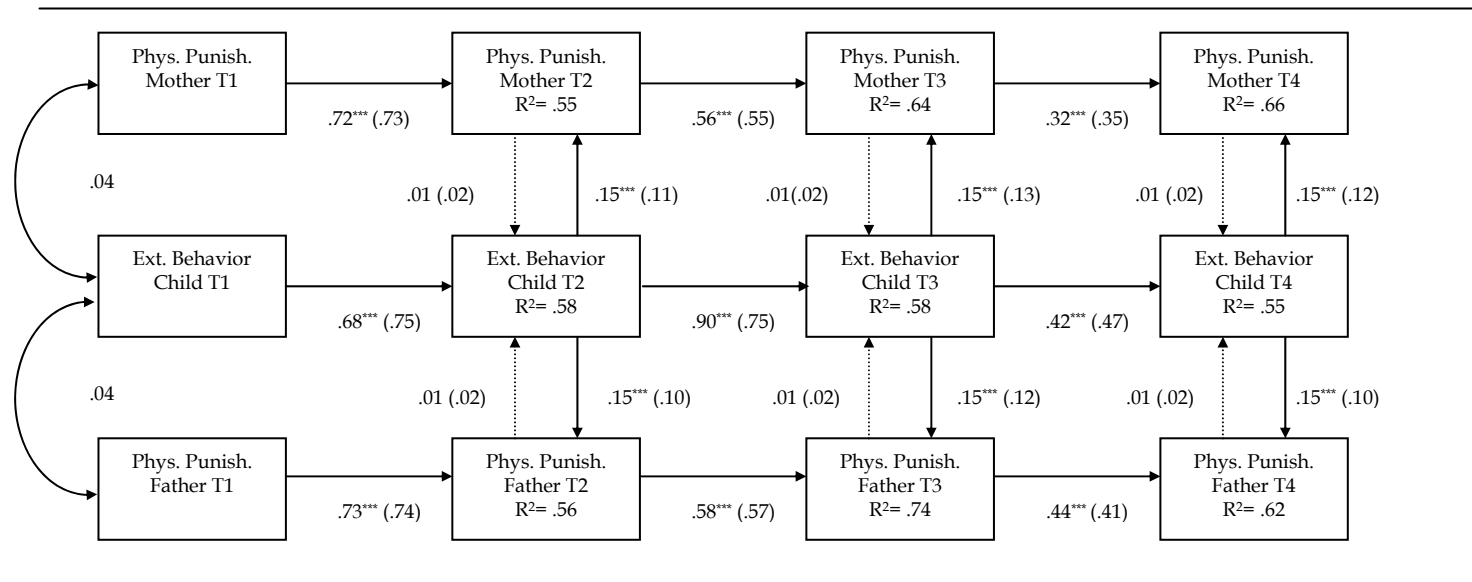 Phys. Punish.
Mother T1
Phys. Punish.
Mother T2
R²= .55
Phys. Punish.
Mother T3
R²= .64
Phys. Punish.
Mother T4
R²= .66
.72*** (.73)
.56*** (.55)
.32*** (.35)
.04
.01 (.02)
.15*** (.11)
.01(.02)
.15*** (.13)
.01 (.02)
.15*** (.12)
Ext. Behavior
Child T1
Ext. Behavior
Child T2
R²= .58
Ext. Behavior
Child T3
R²= .58
Ext. Behavior
Child T4
R²= .55
.68*** (.75)
.90*** (.75)
.42*** (.47)
.04
.01 (.02)
.15*** (.10)
.01 (.02)
.15*** (.12)
.01 (.02)
.15*** (.10)
Phys. Punish.
Father T1
Phys. Punish.
Father T2
R²= .56
Phys. Punish.
Father T3
R²= .74
Phys. Punish.
Father T4
R²= .62
.73*** (.74)
.58*** (.57)
.44*** (.41)